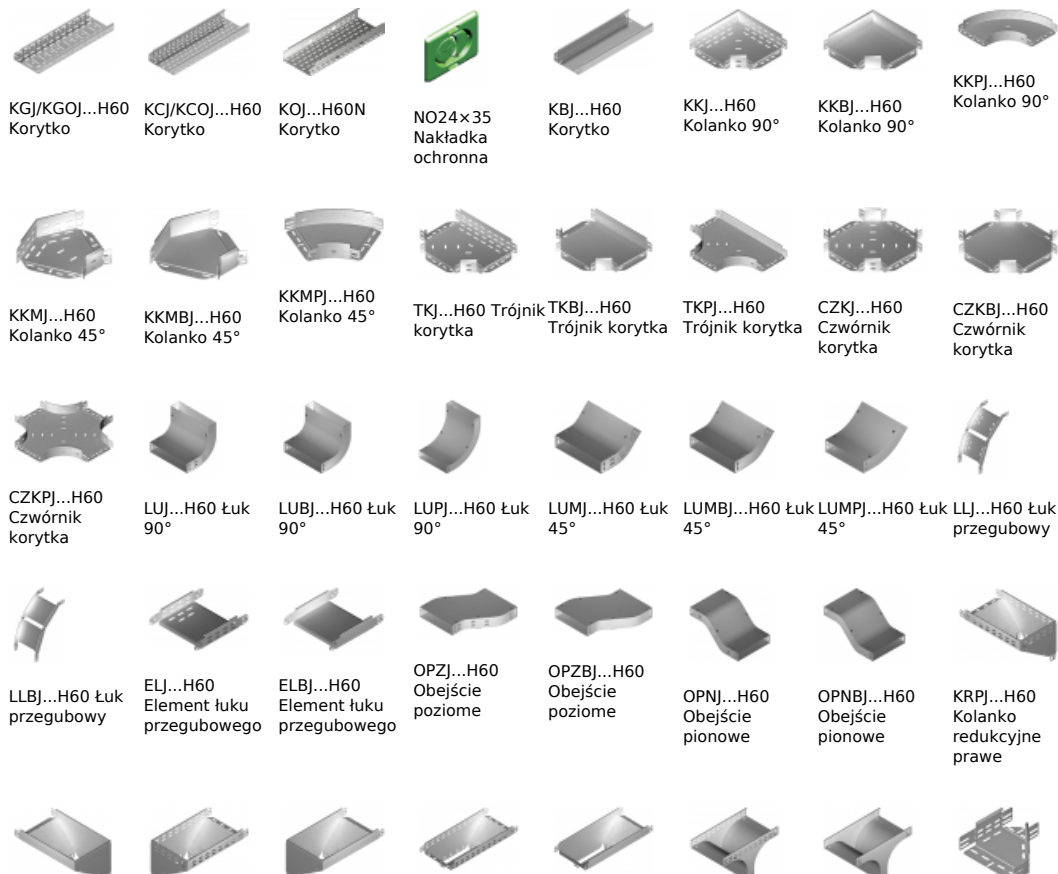 KGJ/KGOJ...H60
Korytko
KCJ/KCOJ...H60
Korytko
KOJ...H60N
Korytko
NO24×35
Nakładka
ochronna
KBJ...H60
Korytko
KKJ...H60
Kolanko 90°
KKBJ...H60
Kolanko 90°
KKPJ...H60
Kolanko 90°
KKMJ...H60
Kolanko 45°
KKMBJ...H60
Kolanko 45°
KKMPJ...H60
Kolanko 45°
TKJ...H60 Trójnik
korytka
TKBJ...H60
Trójnik korytka
TKPJ...H60
Trójnik korytka
CZKJ...H60
Czwórnik
korytka
CZKBJ...H60
Czwórnik
korytka
CZKPJ...H60
Czwórnik
korytka
LUJ...H60 Łuk
90°
LUBJ...H60 Łuk
90°
LUPJ...H60 Łuk
90°
LUMJ...H60 Łuk
45°
LUMBJ...H60 Łuk
45°
LUMPJ...H60 Łuk
45°
LLJ...H60 Łuk
przegubowy
LLBJ...H60 Łuk
przegubowy
ELJ...H60
Element łuku
przegubowego
ELBJ...H60
Element łuku
przegubowego
OPZJ...H60
Obejście
poziome
OPZBJ...H60
Obejście
poziome
OPNJ...H60
Obejście
pionowe
OPNBJ...H60
Obejście
pionowe
KRPJ...H60
Kolanko
redukcyjne
prawe